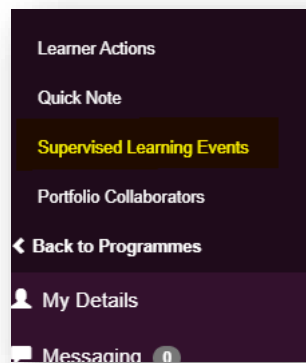 Learner Actions
Quick Note
Supervised Learning Events
Portfolio Collaborators
Back to Programmes
My Details
Messaging 0